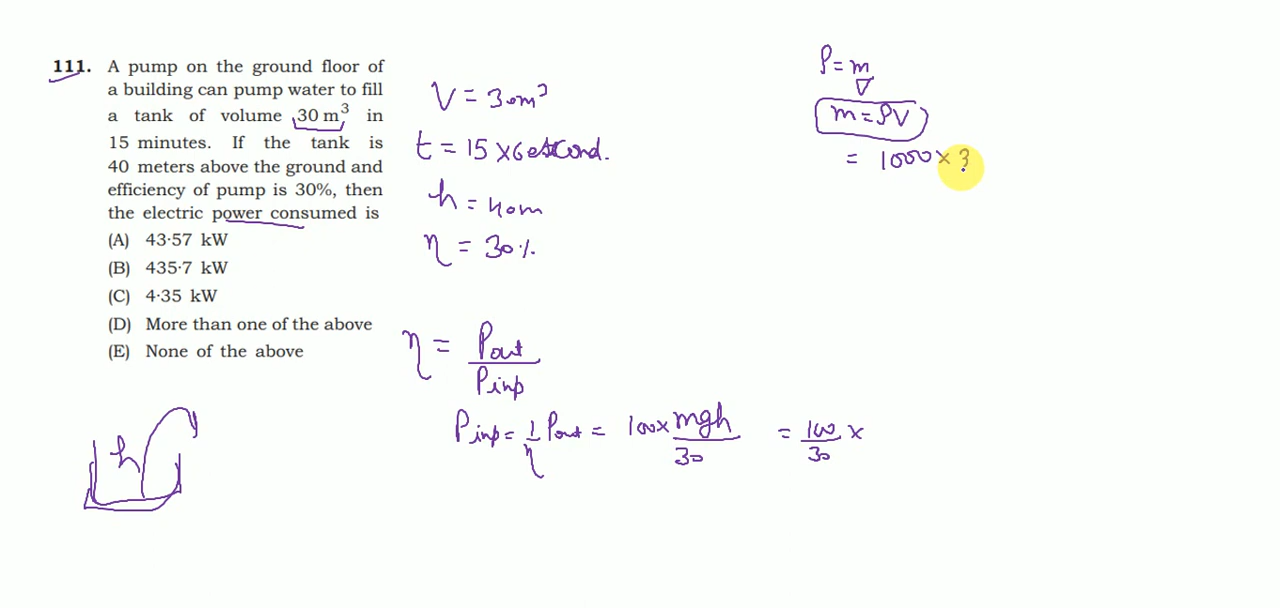 111. A pump on the ground floor of
a building can pump water to fill
a tank of volume 30 m³ in
15 minutes. If the tank is
40 meters above the ground and
efficiency of pump is 30%, then
the electric power consumed is
(A) 43·57 kW
(B) 435·7 kW
(C) 4·35 kW
(D) More than one of the above
(E) None of the above
V = 30m³
t = 15 × 60 second.
h = 40m
η = 30%.
ρ = m
V
m = ρV
= 1000 × 3
η = Pout
Pinp
Pinp = 1/η Pout = 100 × mgh/30 = 100/30 ×
h